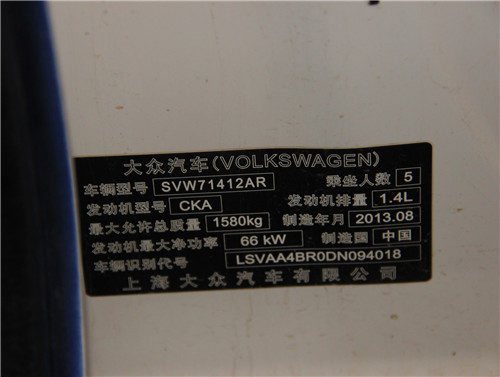 大众汽车(VOLKSWAGEN)
车辆型号 SVW71412AR 乘坐人数 5
发动机型号 CKA 发动机排量 1.4L
最大允许总质量 1580kg 制造年月 2013.08
发动机最大净功率 66 kW 制造国 中国
车辆识别代号 LSVAA4BR0DN094018
上海大众汽车有限公司